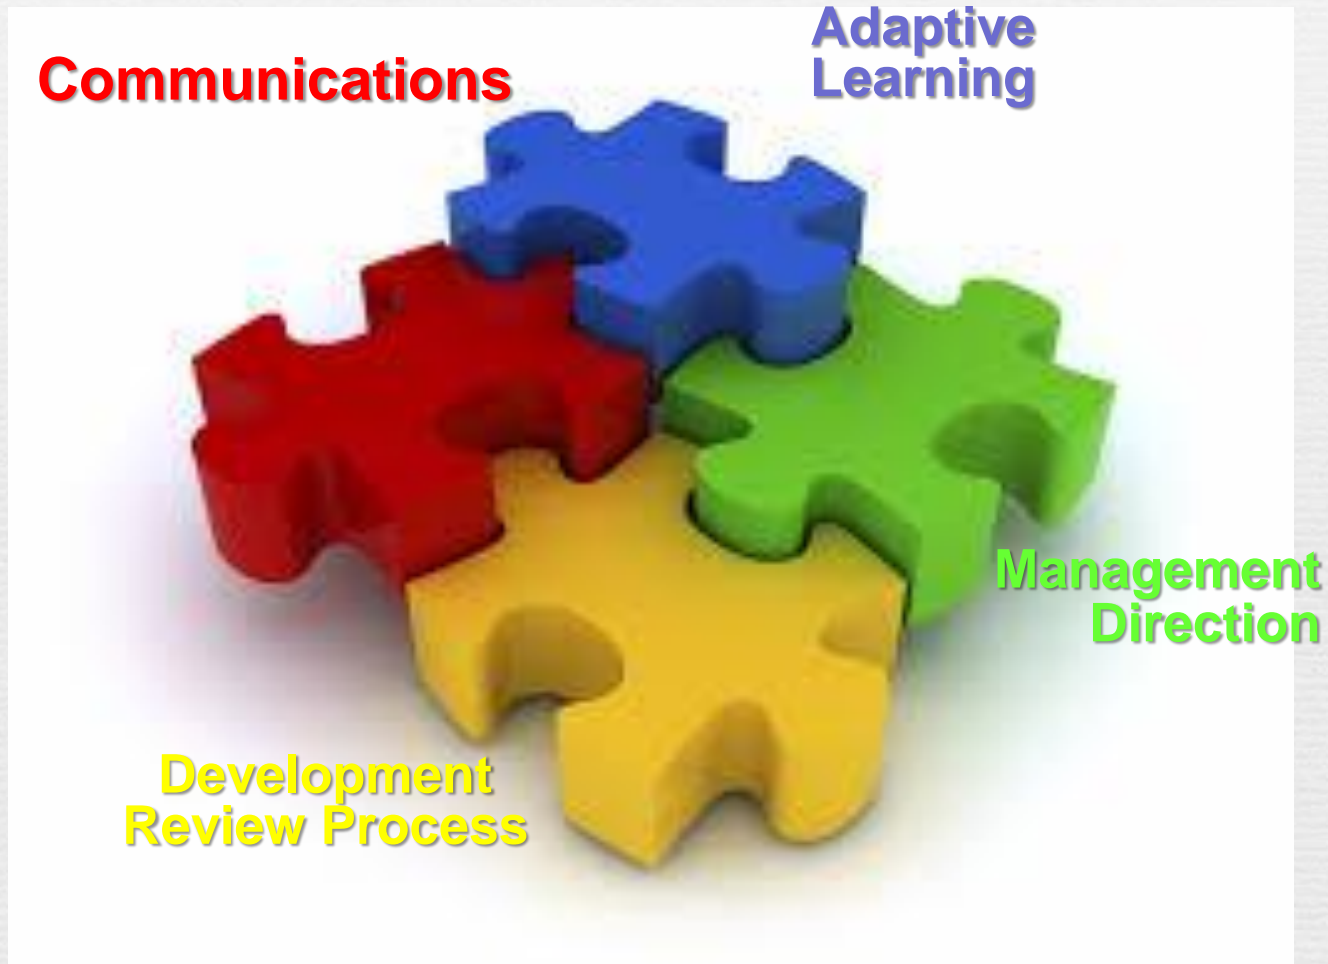 Adaptive
Learning
Communications
Management
Direction
Development
Review Process